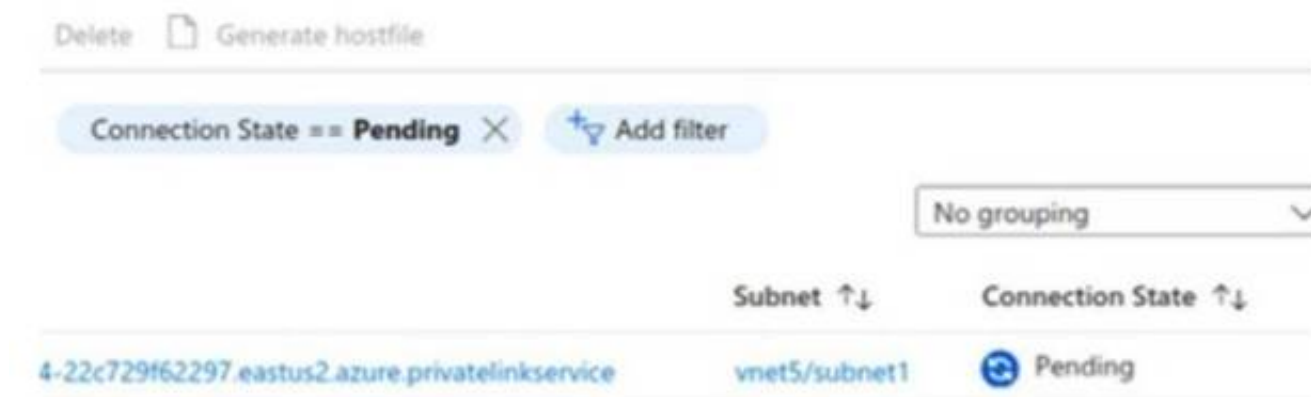 Delete Generate hostfile
Connection State == Pending Add filter
No grouping
Subnet Connection State
4-22c729f62297.eastus2.azure.privatelinkservice vnet5/subnet1 Pending